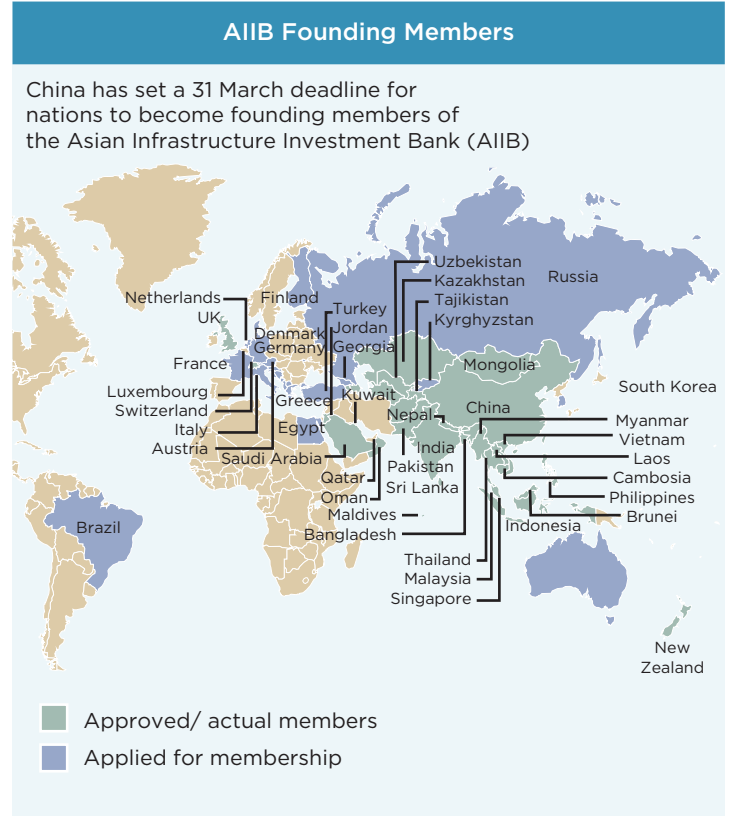 AIIB Founding Members
China has set a 31 March deadline for
nations to become founding members of
the Asian Infrastructure Investment Bank (AIIB)
Uzbekistan
Kazakhstan
Russia
Tajikistan
Netherlands
Finland
Turkey
UK
Kyrghyzstan
Denmark
Jordan
Germany
Georgia
France
Mongolia
South Korea
Luxembourg
Kuwait
Greece
Switzerland
Nepal
China
Myanmar
Italy
Egypt
Vietnam
Austria
India
Saudi Arabia
Laos
Pakistan
Qatar
Cambosia
Sri Lanka
Oman
Philippines
Maldives
Brunei
Indonesia
Brazil
Bangladesh
Thailand
Malaysia
Singapore
New
Zealand
Approved/ actual members
Applied for membership